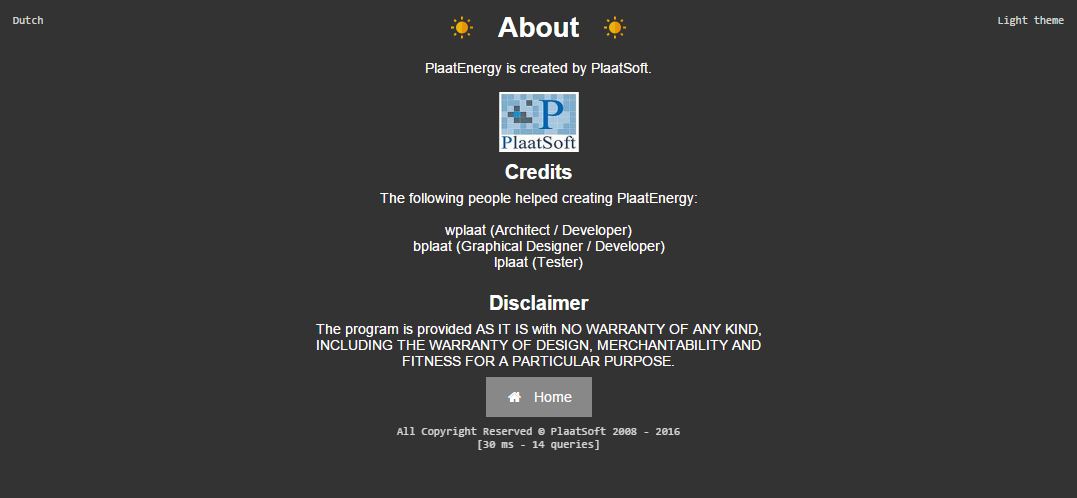 Dutch
About
Light theme
PlaatEnergy is created by PlaatSoft.
P
PlaatSoft
Credits
The following people helped creating PlaatEnergy:
wplaat (Architect / Developer)
bplaat (Graphical Designer / Developer)
lplaat (Tester)
Disclaimer
The program is provided AS IT IS with NO WARRANTY OF ANY KIND,
INCLUDING THE WARRANTY OF DESIGN, MERCHANTABILITY AND
FITNESS FOR A PARTICULAR PURPOSE.
Home
All Copyright Reserved © PlaatSoft 2008 - 2016
[30 ms - 14 queries]